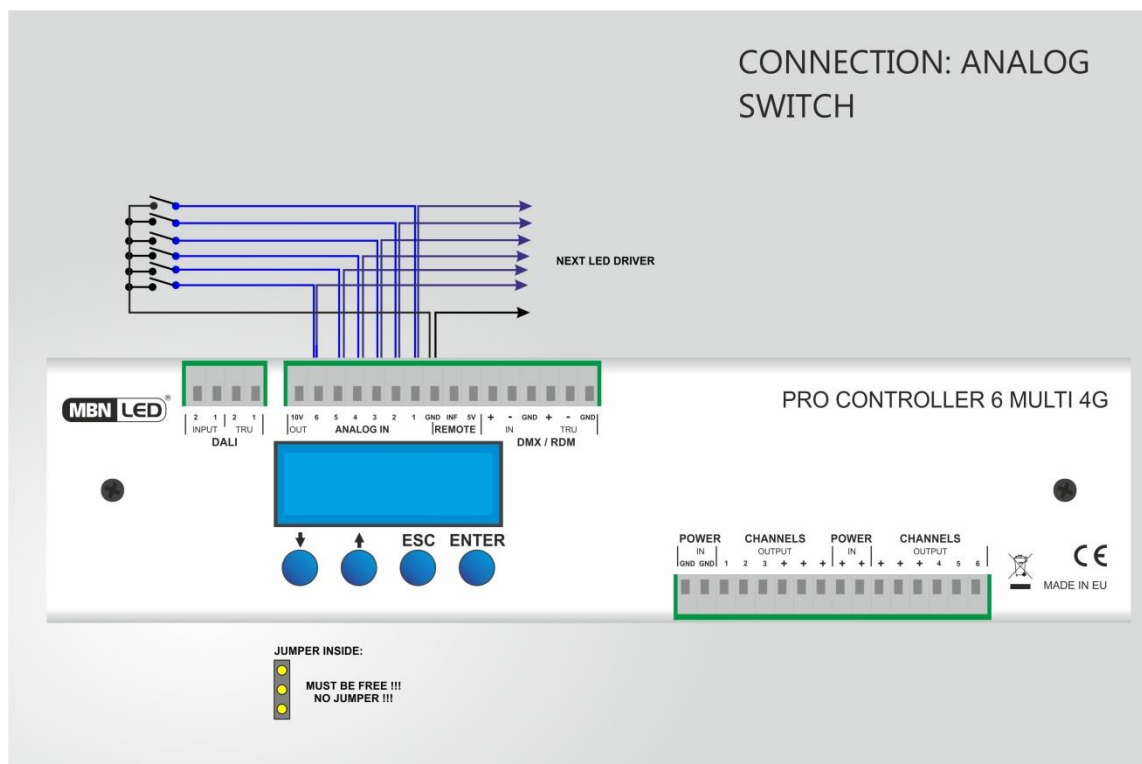 CONNECTION: ANALOG
SWITCH
NEXT LED DRIVER
MBN LED®
PRO CONTROLLER 6 MULTI 4G
2 1 2 1
INPUT TRU
DALI
10V 6 5 4 3 2 1 GND INF 5V + - GND + - GND
OUT ANALOG IN REMOTE IN TRU
DMX / RDM
ESC ENTER
POWER CHANNELS POWER CHANNELS
IN OUTPUT IN OUTPUT
GND GND 1 2 3 + + + + + + + + 4 5 6
CE
MADE IN EU
JUMPER INSIDE:
MUST BE FREE !!!
NO JUMPER !!!